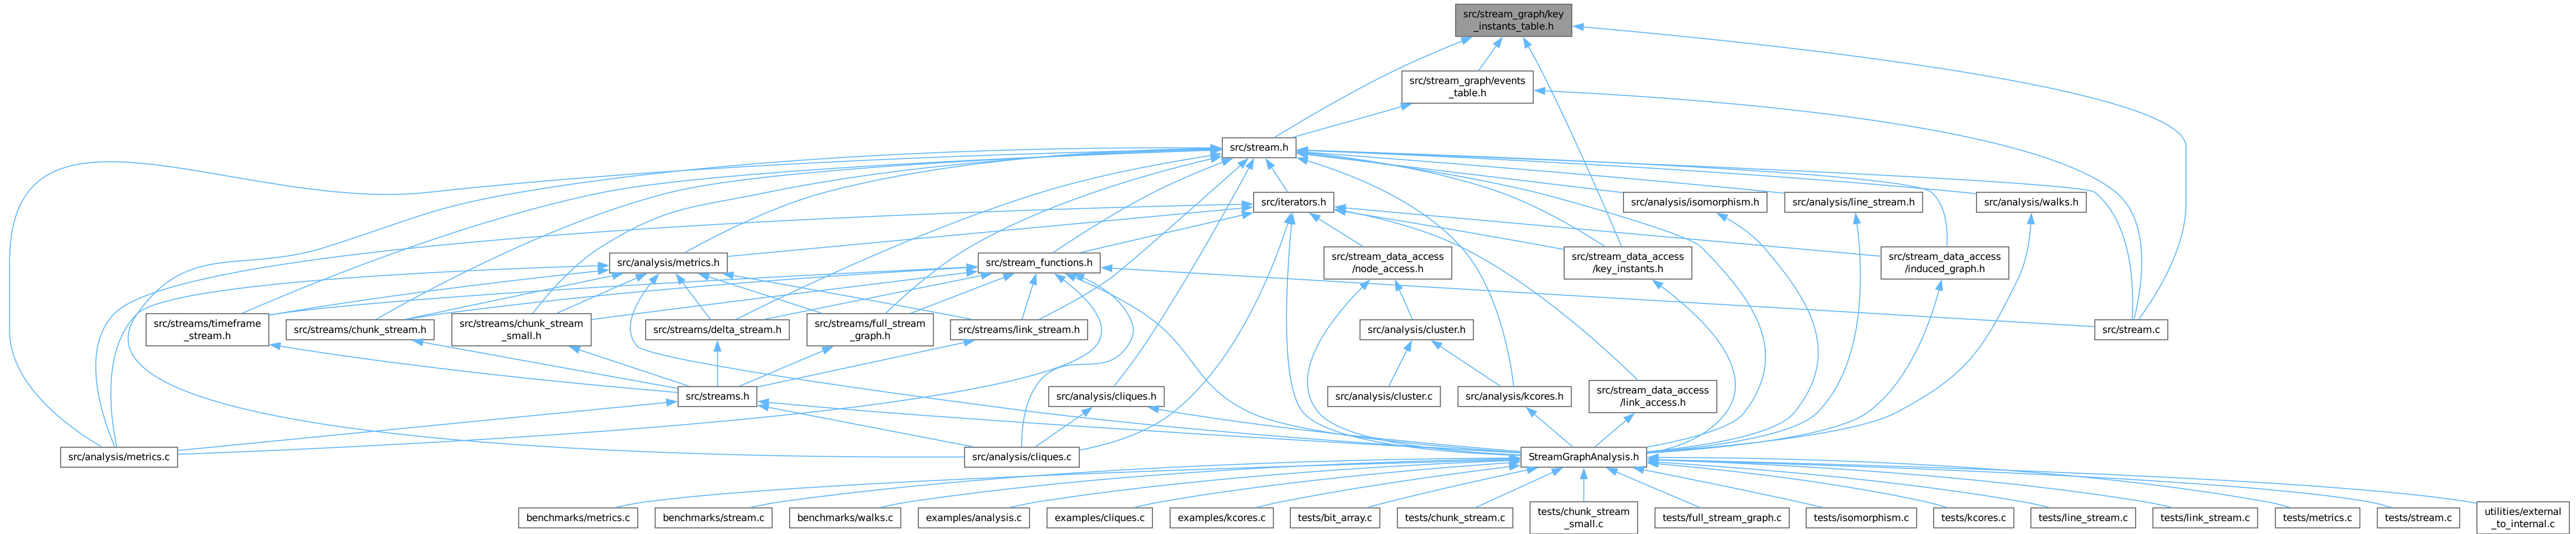 src/stream_graph/key
_instants_table.h
src/stream_graph/events
_table.h
src/stream.h
src/iterators.h
src/analysis/isomorphism.h
src/analysis/line_stream.h
src/analysis/walks.h
src/analysis/metrics.h
src/stream_functions.h
src/stream_data_access
/node_access.h
src/stream_data_access
/key_instants.h
src/stream_data_access
/induced_graph.h
src/streams/timeframe
_stream.h
src/streams/chunk_stream.h
src/streams/chunk_stream
_small.h
src/streams/delta_stream.h
src/streams/full_stream
_graph.h
src/streams/link_stream.h
src/analysis/cluster.h
src/stream.c
src/streams.h
src/analysis/cliques.h
src/analysis/cluster.c
src/analysis/kcores.h
src/stream_data_access
/link_access.h
src/analysis/metrics.c
src/analysis/cliques.c
StreamGraphAnalysis.h
benchmarks/metrics.c
benchmarks/stream.c
benchmarks/walks.c
examples/analysis.c
examples/cliques.c
examples/kcores.c
tests/bit_array.c
tests/chunk_stream.c
tests/chunk_stream
_small.c
tests/full_stream_graph.c
tests/isomorphism.c
tests/kcores.c
tests/line_stream.c
tests/link_stream.c
tests/metrics.c
tests/stream.c
utilities/external
_to_internal.c